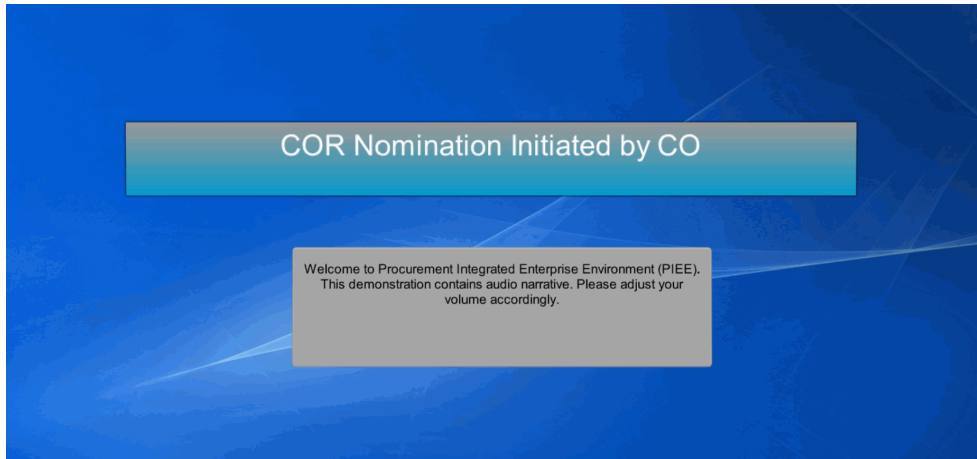 COR Nomination Initiated by CO
Welcome to Procurement Integrated Enterprise Environment (PIEE).
This demonstration contains audio narrative. Please adjust your
volume accordingly.